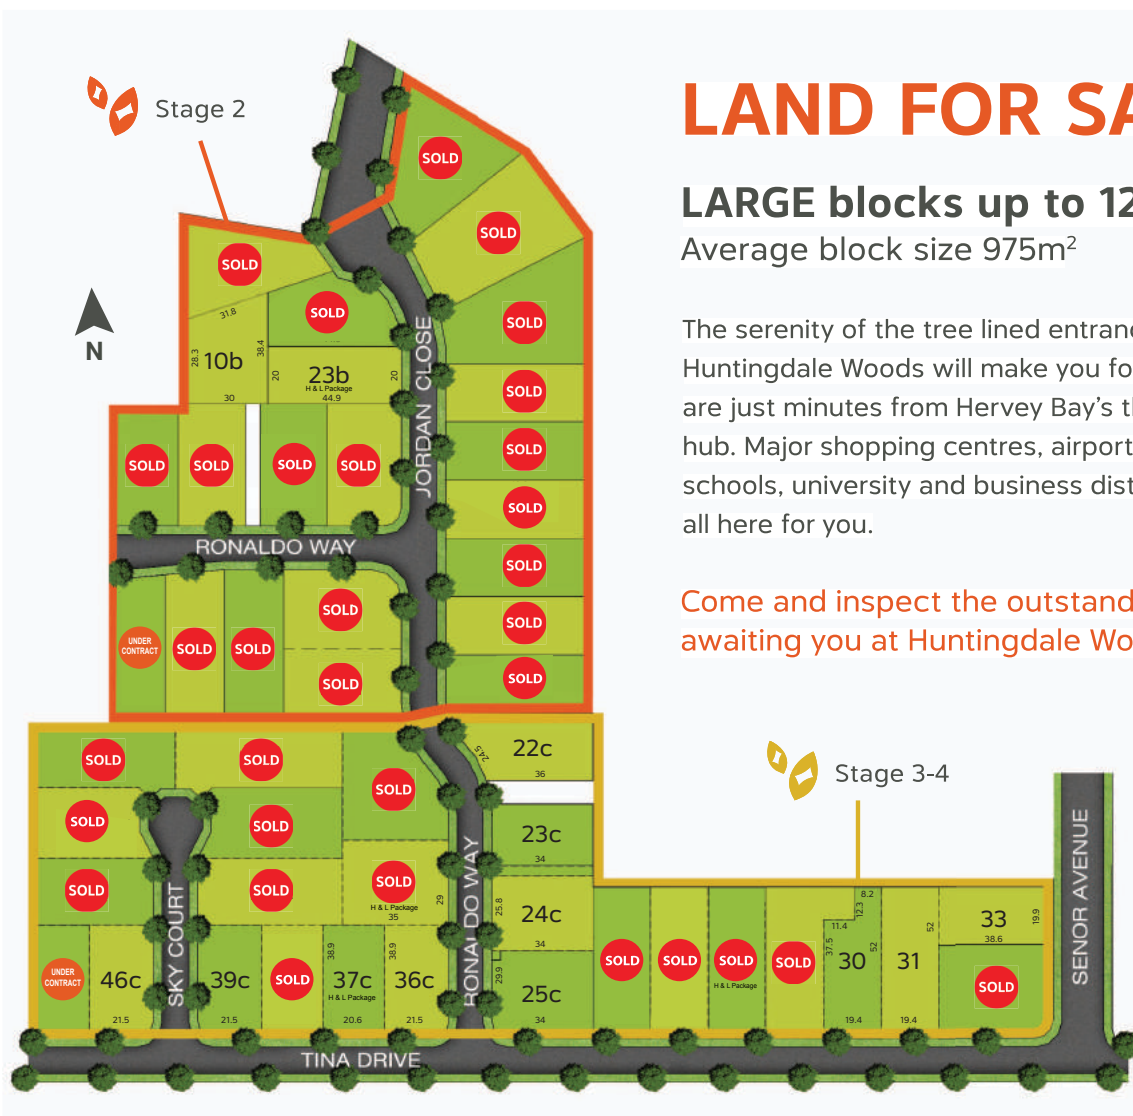 Stage 2
LAND FOR SA
LARGE blocks up to 12
Average block size 975m²
The serenity of the tree lined entranc
Huntingdale Woods will make you fo
are just minutes from Hervey Bay's t
hub. Major shopping centres, airport
schools, university and business dist
all here for you.
Come and inspect the outstand
awaiting you at Huntingdale Wo
N
SOLD
SOLD
SOLD
SOLD
31.8
28.3
10b
38.4
30
20
23b
20
H & L Package
44.9
JORDAN CLOSE
SOLD
SOLD
SOLD
SOLD
SOLD
SOLD
SOLD
SOLD
SOLD
SOLD
SOLD
RONALDO WAY
UNDER
CONTRACT
SOLD
SOLD
SOLD
SOLD
Stage 3-4
SOLD
SOLD
SOLD
SOLD
SOLD
SOLD
SOLD
SOLD
H & L Package
35
29
24.5
22c
36
23c
34
25.8
24c
34
29.9
25c
34
UNDER
CONTRACT
46c
21.5
SKY COURT
39c
21.5
SOLD
38.9
37c
H & L Package
20.6
38.9
36c
21.5
RONALDO WAY
SOLD
SOLD
SOLD
H & L Package
SOLD
8.2
12.3
11.4
37.5
30
52
19.4
31
52
19.4
33
19.9
38.6
SOLD
SENOR AVENUE
TINA DRIVE